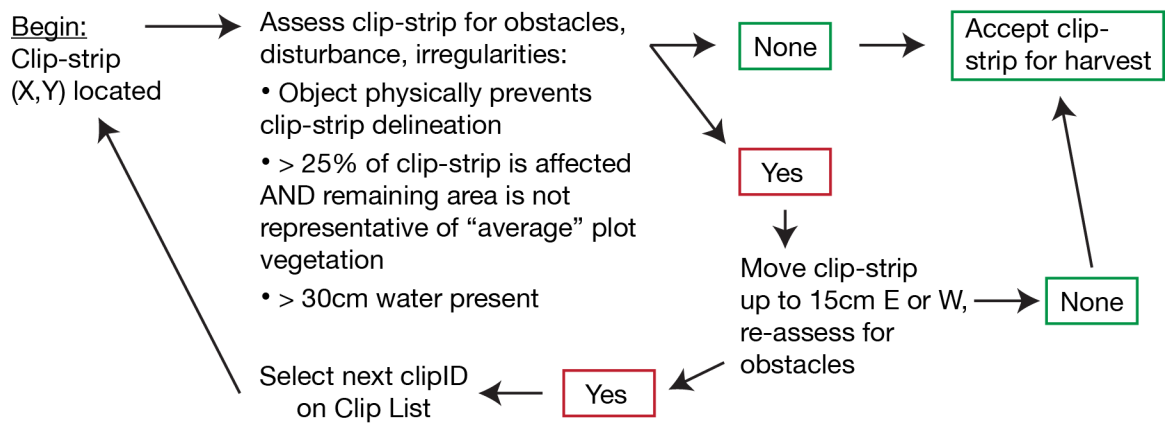 Begin:
Clip-strip
(X,Y) located
Assess clip-strip for obstacles,
disturbance, irregularities:
• Object physically prevents
clip-strip delineation
• > 25% of clip-strip is affected
AND remaining area is not
representative of “average” plot
vegetation
• > 30cm water present
None
Accept clip-
strip for harvest
Yes
Move clip-strip
up to 15cm E or W,
re-assess for
obstacles
None
Yes
Select next clipID
on Clip List